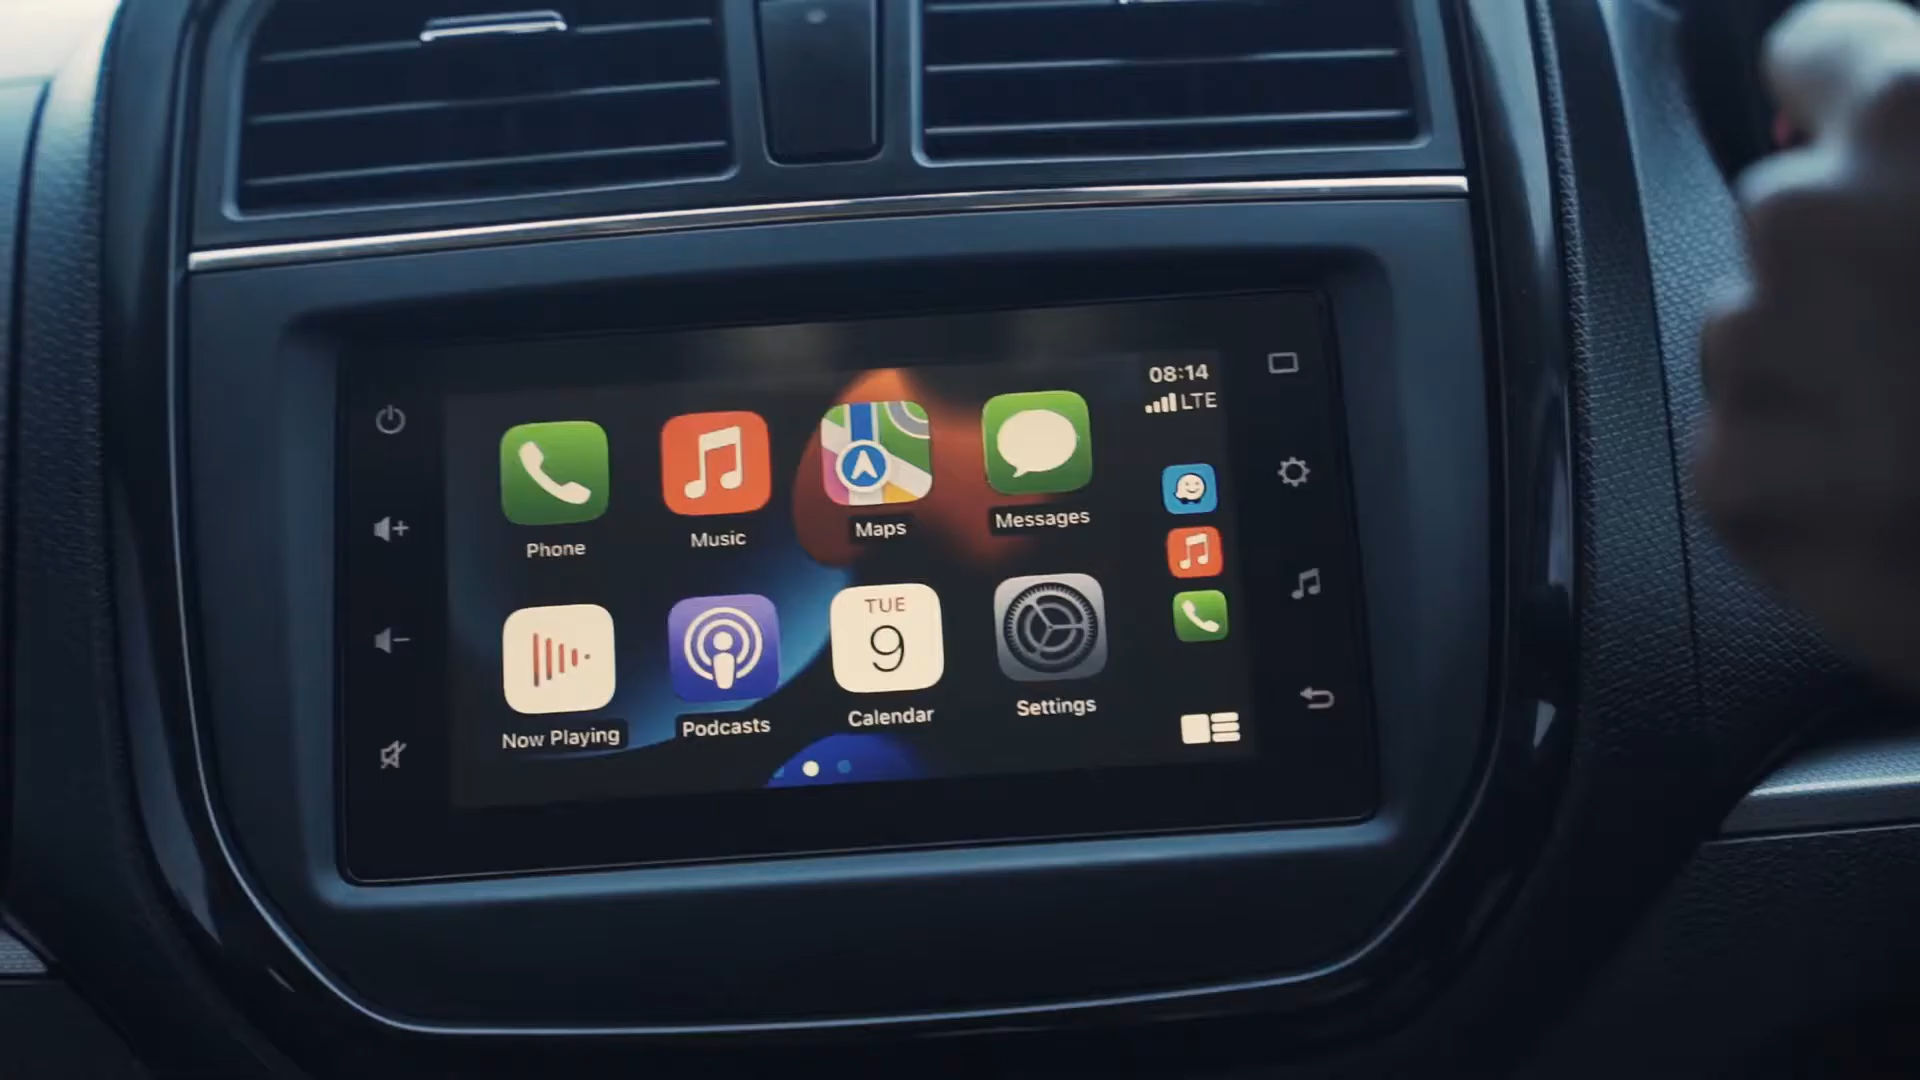 08:14
LTE
Phone
Music
Maps
Messages
TUE
9
Now Playing
Podcasts
Calendar
Settings